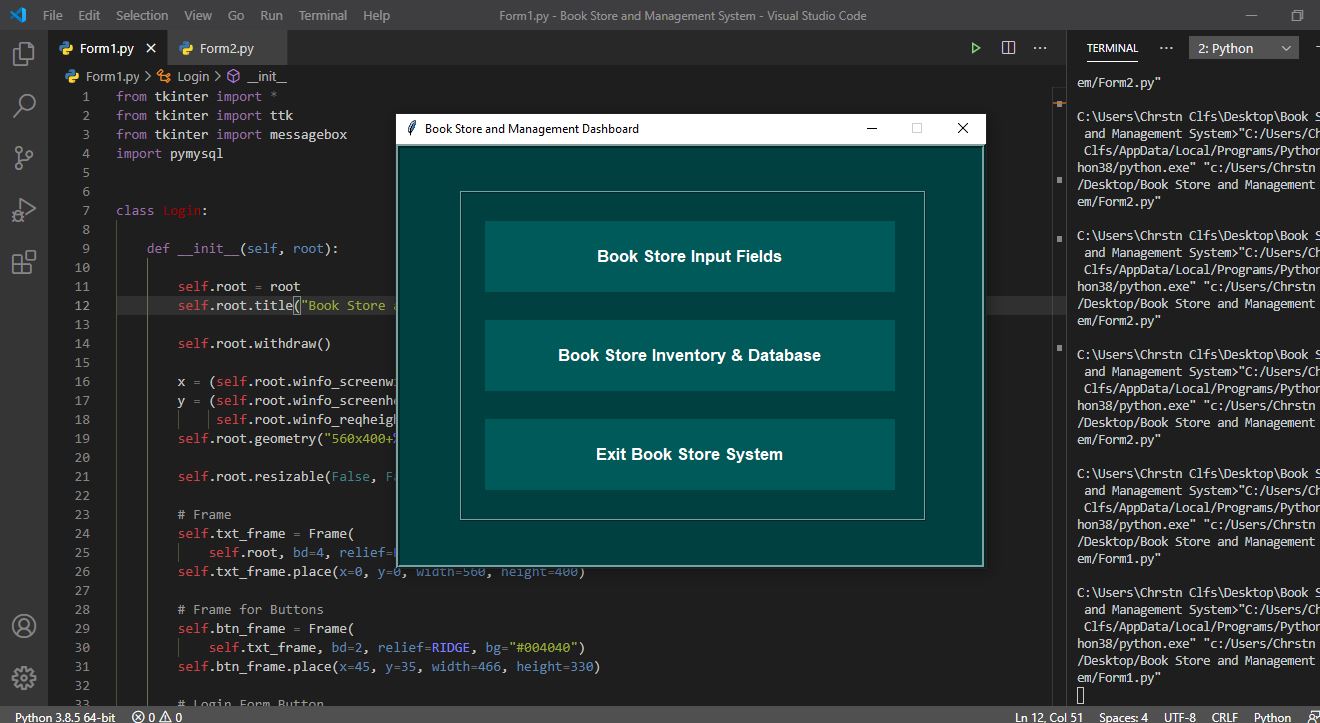 File Edit Selection View Go Run Terminal Help Form1.py - Book Store and Management System - Visual Studio Code
Form1.py Form2.py
Form1.py > Login > __init__
1 from tkinter import *
2 from tkinter import ttk
3 from tkinter import messagebox
4 import pymysql
5
6
7 class Login:
8
9 def __init__(self, root):
10
11 self.root = root
12 self.root.title("Book Store
13
14 self.root.withdraw()
15
16 x = (self.root.winfo_screenwi
17 y = (self.root.winfo_screenhe
18 self.root.winfo_reqheigh
19 self.root.geometry("560x400+
20
21 self.root.resizable(False,
22
23 # Frame
24 self.txt_frame = Frame(
25 self.root, bd=4, relief=
26 self.txt_frame.place(x=0, y=0, width=560, height=400)
27
28 # Frame for Buttons
29 self.btn_frame = Frame(
30 self.txt_frame, bd=2, relief=RIDGE, bg="#004040")
31 self.btn_frame.place(x=45, y=35, width=466, height=330)
32
33 # Login Form Button
Book Store and Management Dashboard
Book Store Input Fields
Book Store Inventory & Database
Exit Book Store System
TERMINAL 2: Python
em/Form2.py"
C:\Users\Chrstn Clfs\Desktop\Book S
and Management System>"C:/Users/Ch
Clfs/AppData/Local/Programs/Python
hon38/python.exe" "c:/Users/Chrstn
/Desktop/Book Store and Management
em/Form2.py"
C:\Users\Chrstn Clfs\Desktop\Book S
and Management System>"C:/Users/Ch
Clfs/AppData/Local/Programs/Python
hon38/python.exe" "c:/Users/Chrstn
/Desktop/Book Store and Management
em/Form2.py"
C:\Users\Chrstn Clfs\Desktop\Book S
and Management System>"C:/Users/Ch
Clfs/AppData/Local/Programs/Python
hon38/python.exe" "c:/Users/Chrstn
/Desktop/Book Store and Management
em/Form2.py"
C:\Users\Chrstn Clfs\Desktop\Book S
and Management System>"C:/Users/Ch
Clfs/AppData/Local/Programs/Python
hon38/python.exe" "c:/Users/Chrstn
/Desktop/Book Store and Management
em/Form1.py"
C:\Users\Chrstn Clfs\Desktop\Book S
and Management System>"C:/Users/Ch
Clfs/AppData/Local/Programs/Python
hon38/python.exe" "c:/Users/Chrstn
/Desktop/Book Store and Management
em/Form1.py"
Python 3.8.5 64-bit 0 0 Ln 12, Col 51 Spaces: 4 UTF-8 CRLF Python